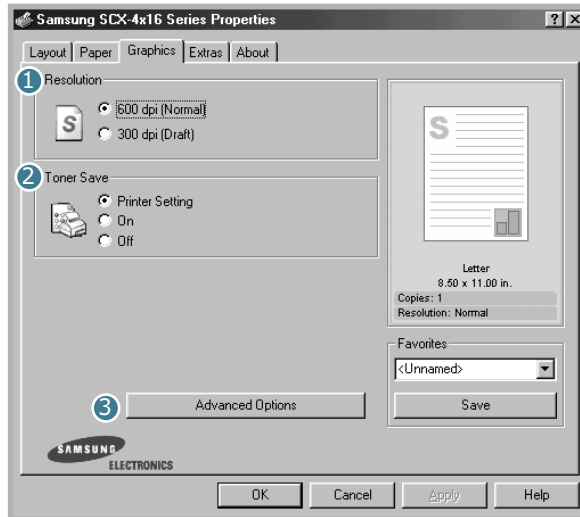 Samsung SCX-4x16 Series Properties
Layout Paper Graphics Extras About
1 Resolution
S
600 dpi (Normal)
300 dpi (Draft)
2 Toner Save
Printer Setting
On
Off
S
Letter
8.50 x 11.00 in.
Copies: 1
Resolution: Normal
Favorites
<Unnamed>
3 Advanced Options
Save
SAMSUNG
ELECTRONICS
OK Cancel Apply Help